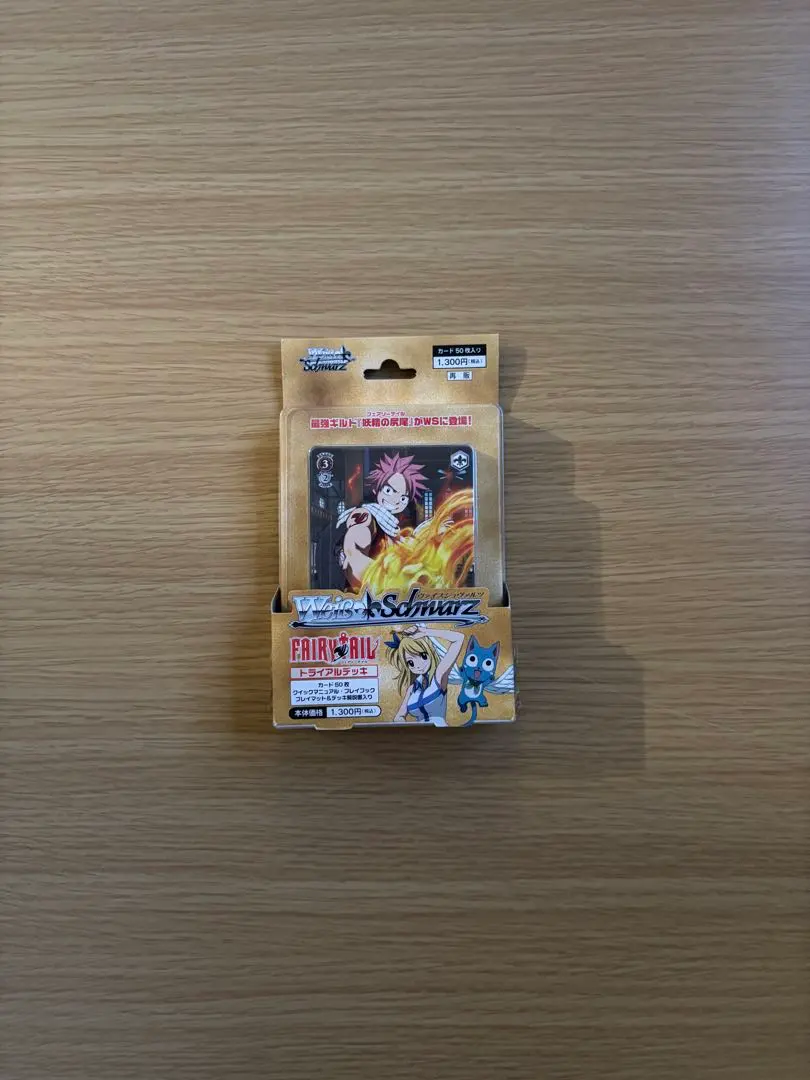 Weiß Schwarz
カード50枚入り
1,300円(税込)
再販
フェアリーテイル
最強ギルド『妖精の尻尾』がWSに登場!
3
2
ヴァイスシュヴァルツ
Weiß Schwarz
FAIRY TAIL
トライアルデッキ
カード50枚
クイックマニュアル・プレイブック
プレイマット&デッキ解説書入り
本体価格 1,300円(税込)